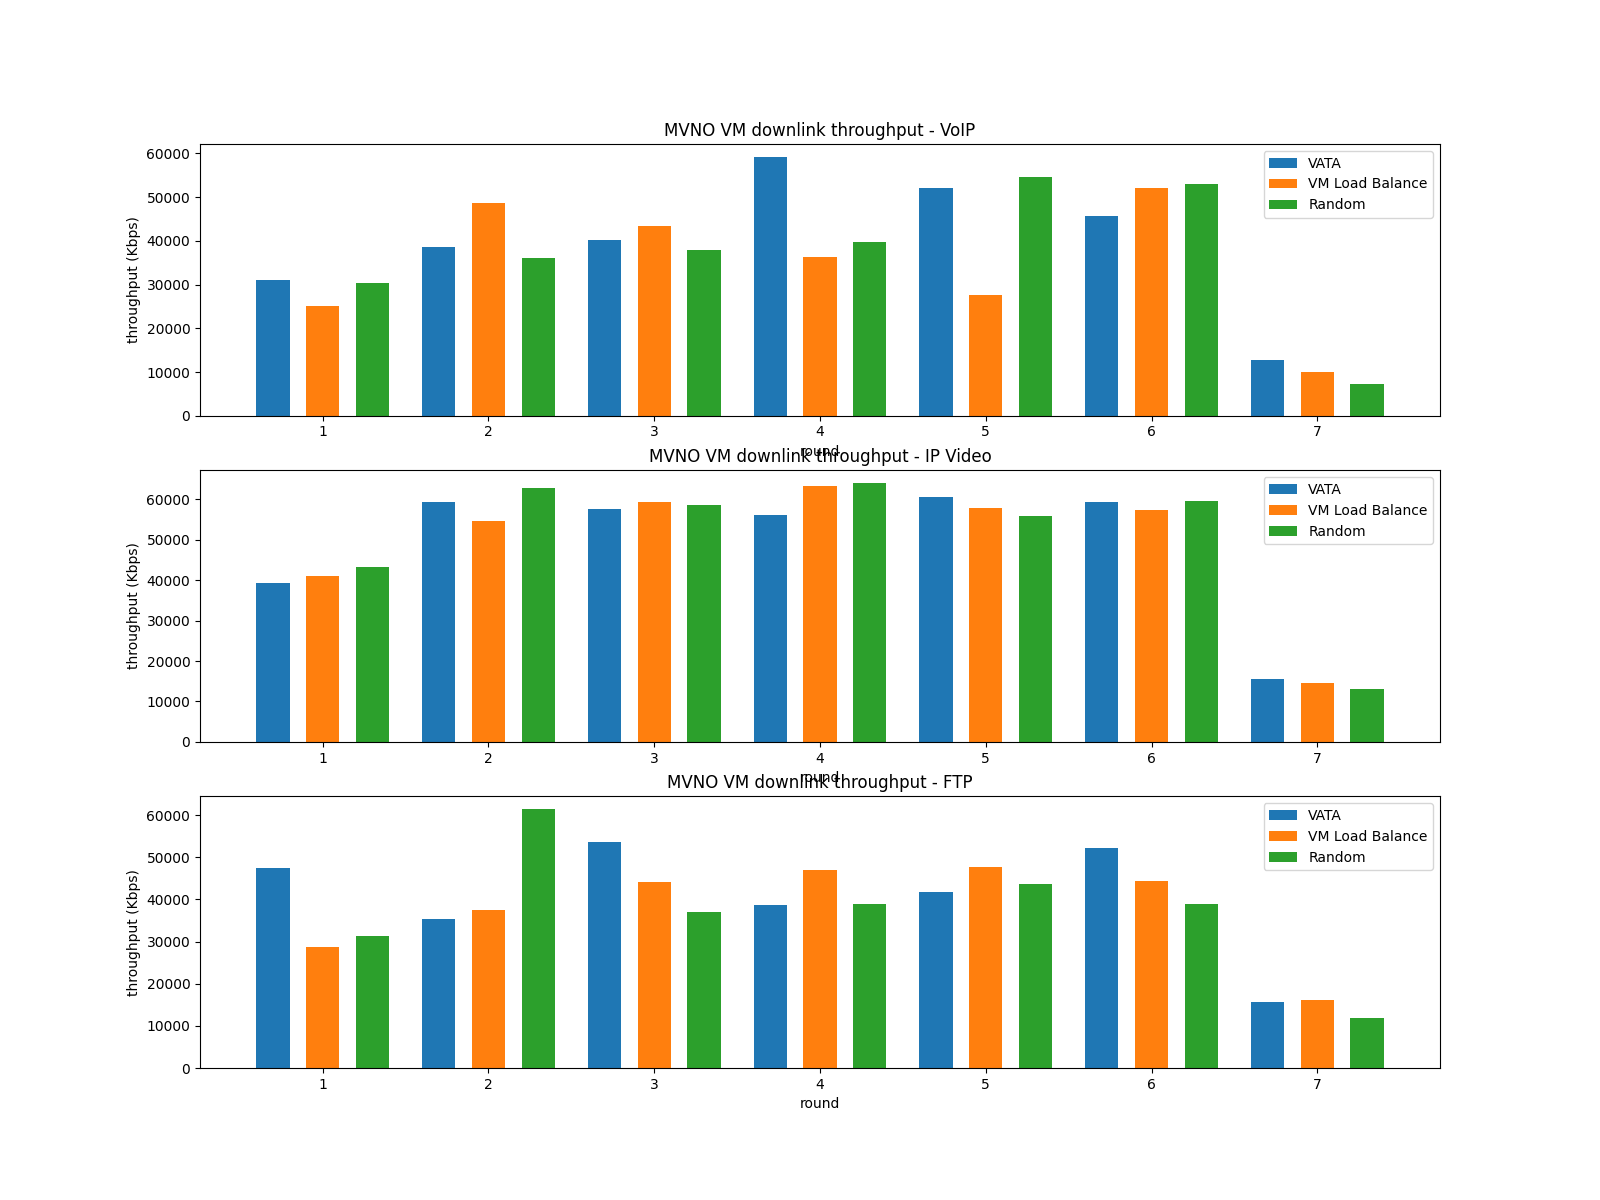 MVNO VM downlink throughput - VoIP
throughput (Kbps)
60000
50000
40000
30000
20000
10000
0
VATA
VM Load Balance
Random
1 2 3 4 5 6 7
round
MVNO VM downlink throughput - IP Video
throughput (Kbps)
60000
50000
40000
30000
20000
10000
0
VATA
VM Load Balance
Random
1 2 3 4 5 6 7
round
MVNO VM downlink throughput - FTP
throughput (Kbps)
60000
50000
40000
30000
20000
10000
0
VATA
VM Load Balance
Random
1 2 3 4 5 6 7
round